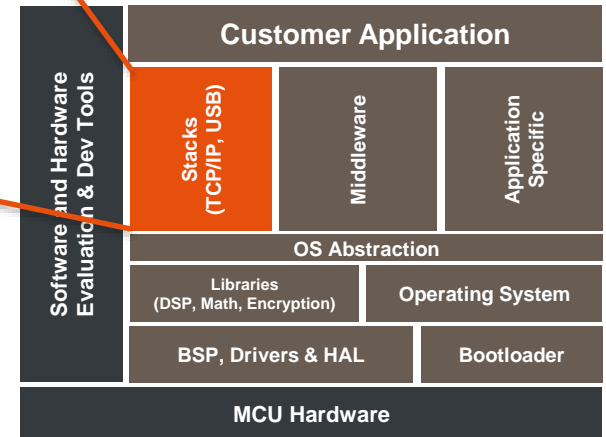 Customer Application
Software and Hardware
Evaluation & Dev Tools
Stacks
(TCP/IP, USB)
Middleware
Application
Specific
OS Abstraction
Libraries
(DSP, Math, Encryption)
Operating System
BSP, Drivers & HAL
Bootloader
MCU Hardware